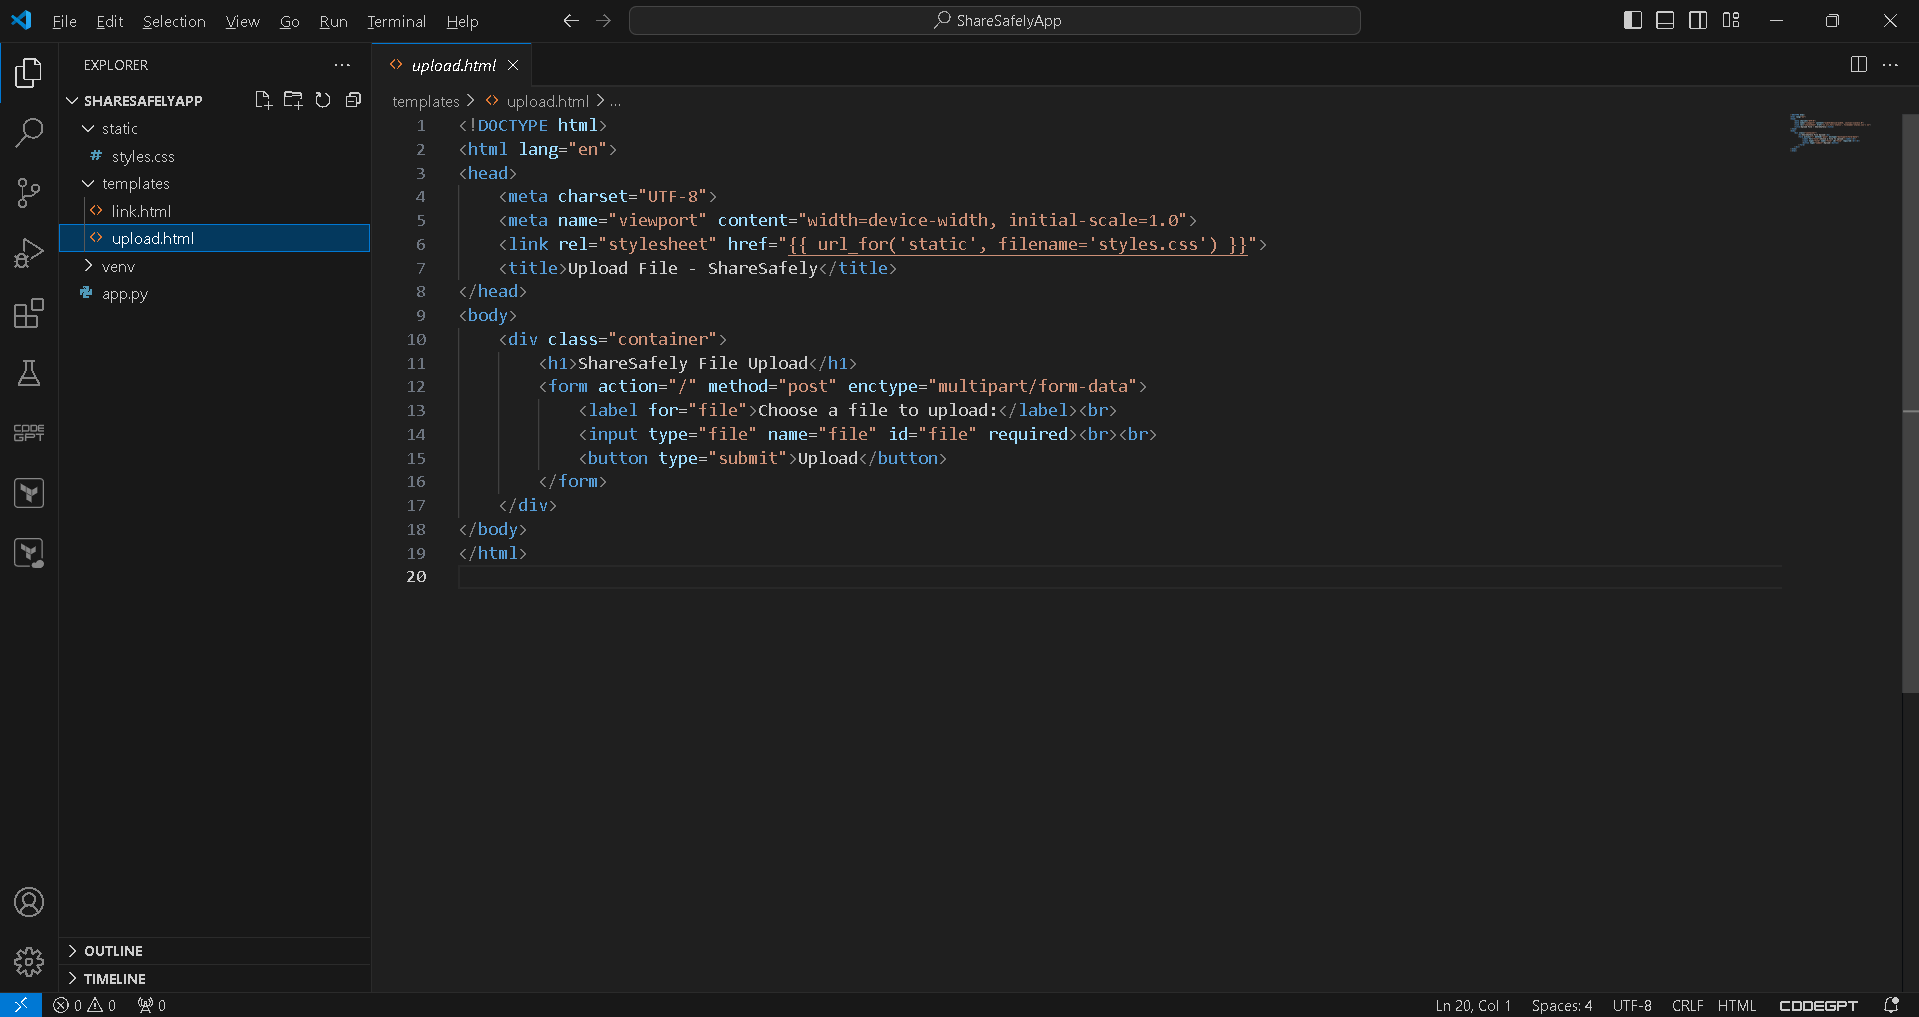 File Edit Selection View Go Run Terminal Help
ShareSafelyApp
EXPLORER
SHARESAFELYAPP
static
# styles.css
templates
<> link.html
<> upload.html
venv
app.py
OUTLINE
TIMELINE
CODE
GPT
<> upload.html
templates > <> upload.html > ...
1 <!DOCTYPE html>
2 <html lang="en">
3 <head>
4     <meta charset="UTF-8">
5     <meta name="viewport" content="width=device-width, initial-scale=1.0">
6     <link rel="stylesheet" href="{{ url_for('static', filename='styles.css') }}">
7     <title>Upload File - ShareSafely</title>
8 </head>
9 <body>
10     <div class="container">
11         <h1>ShareSafely File Upload</h1>
12         <form action="/" method="post" enctype="multipart/form-data">
13             <label for="file">Choose a file to upload:</label><br>
14             <input type="file" name="file" id="file" required><br><br>
15             <button type="submit">Upload</button>
16         </form>
17     </div>
18 </body>
19 </html>
20
0 0 0 Ln 20, Col 1 Spaces: 4 UTF-8 CRLF HTML CODEGPT